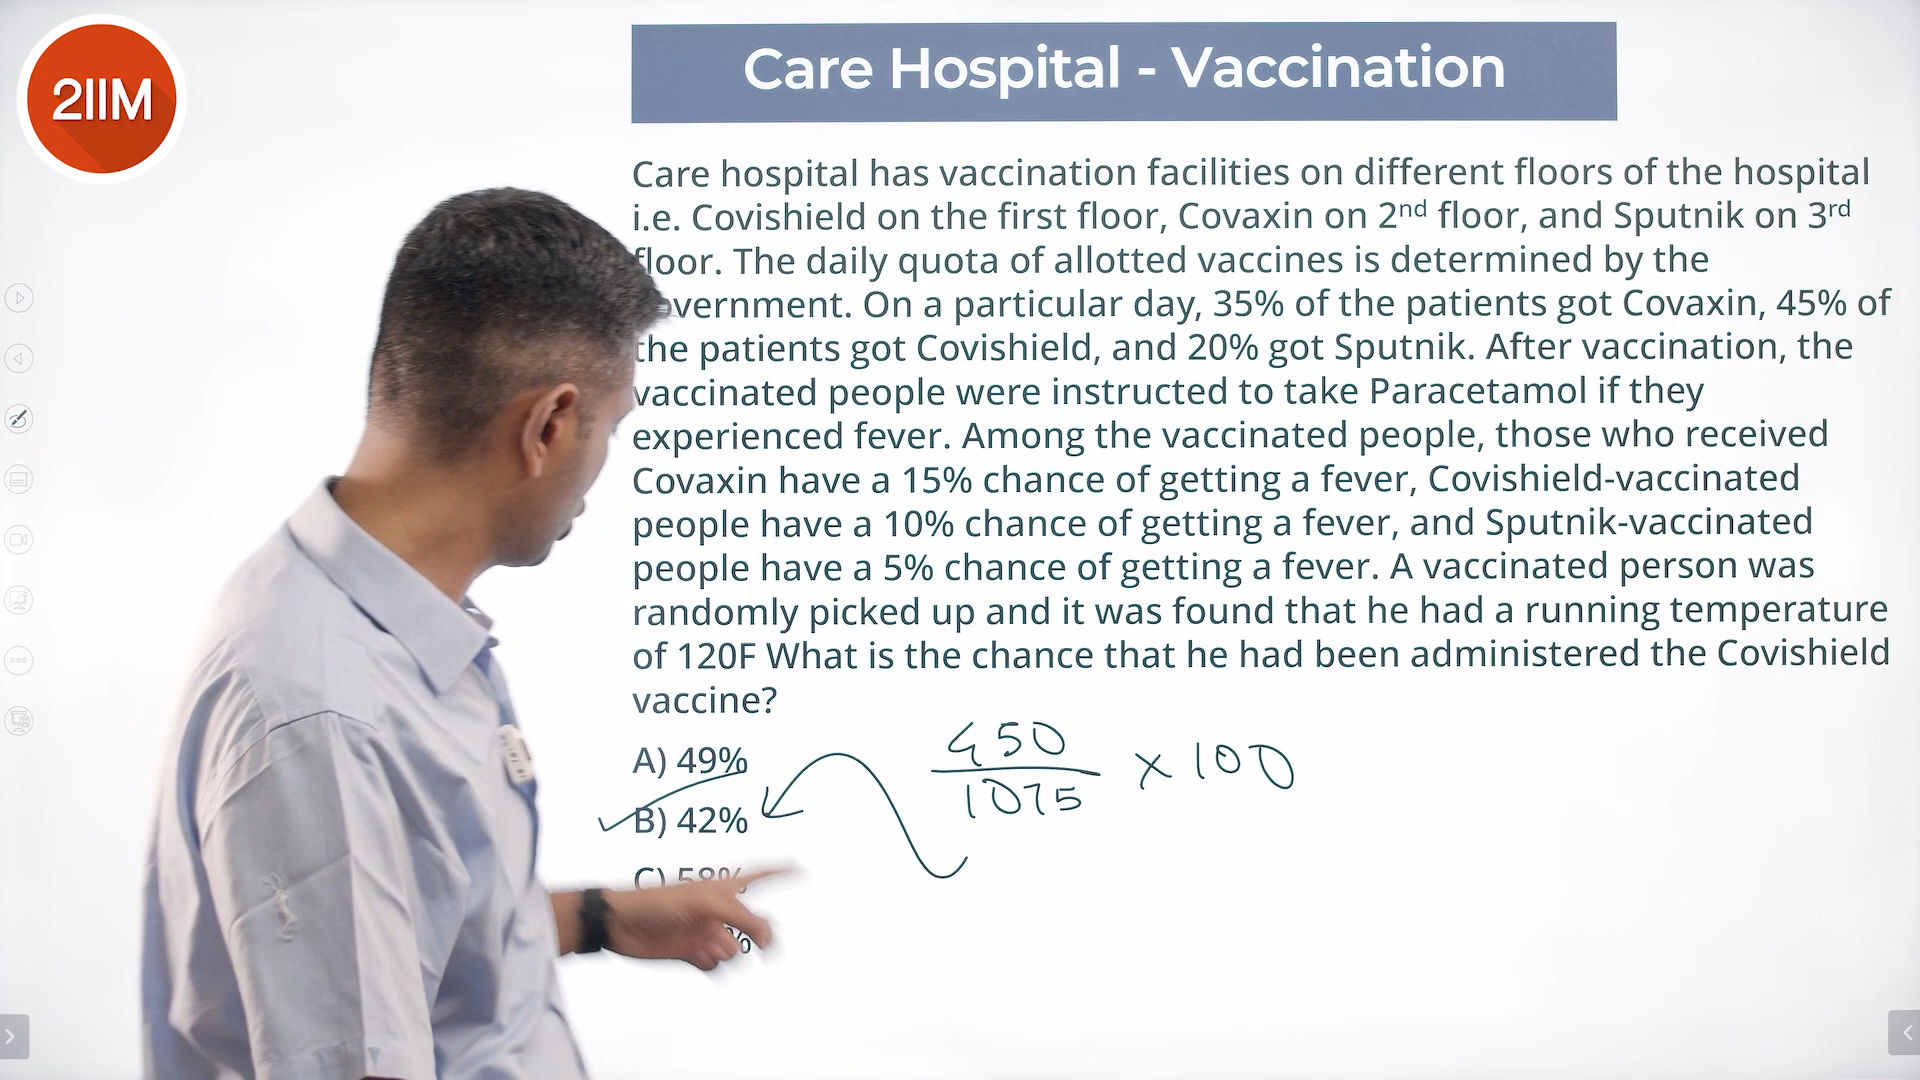 2IIM
Care Hospital - Vaccination
Care hospital has vaccination facilities on different floors of the hospital
i.e. Covishield on the first floor, Covaxin on 2nd floor, and Sputnik on 3rd
floor. The daily quota of allotted vaccines is determined by the
government. On a particular day, 35% of the patients got Covaxin, 45% of
the patients got Covishield, and 20% got Sputnik. After vaccination, the
vaccinated people were instructed to take Paracetamol if they
experienced fever. Among the vaccinated people, those who received
Covaxin have a 15% chance of getting a fever, Covishield-vaccinated
people have a 10% chance of getting a fever, and Sputnik-vaccinated
people have a 5% chance of getting a fever. A vaccinated person was
randomly picked up and it was found that he had a running temperature
of 120F What is the chance that he had been administered the Covishield
vaccine?
A) 49%
B) 42%
C) 58%
%
450
1075
× 100